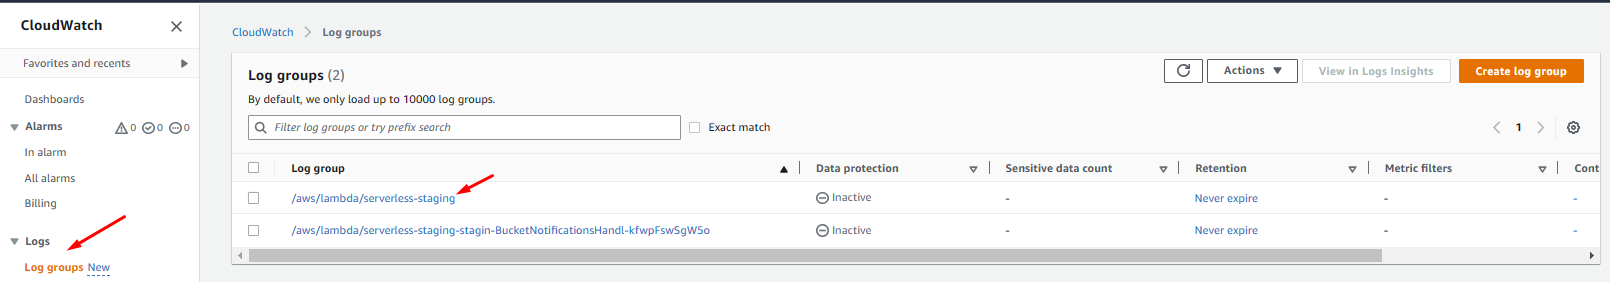 CloudWatch
Favorites and recents
Dashboards
Alarms 0 0 0
In alarm
All alarms
Billing
Logs
Log groups New
CloudWatch > Log groups
Log groups (2)
Actions
View in Logs Insights
Create log group
By default, we only load up to 10000 log groups.
Filter log groups or try prefix search
Exact match
1
Log group Data protection Sensitive data count Retention Metric filters Cont
/aws/lambda/serverless-staging Inactive - Never expire - -
/aws/lambda/serverless-staging-stagin-BucketNotificationsHandl-kfwpFswSgWSo Inactive - Never expire - -